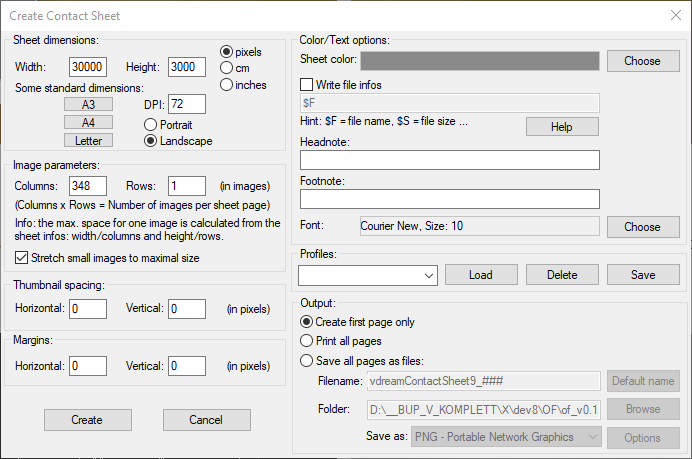 Create Contact Sheet
Sheet dimensions:
Width: 30000 Height: 3000
pixels
cm
inches
Some standard dimensions:
A3
A4
Letter
DPI: 72
Portrait
Landscape
Image parameters:
Columns: 348 Rows: 1 (in images)
(Columns x Rows = Number of images per sheet page)
Info: the max. space for one image is calculated from the
sheet infos: width/columns and height/rows.
Stretch small images to maximal size
Thumbnail spacing:
Horizontal: 0 Vertical: 0 (in pixels)
Margins:
Horizontal: 0 Vertical: 0 (in pixels)
Create Cancel
Color/Text options:
Sheet color: Choose
Write file infos
$F
Hint: $F = file name, $S = file size ...
Help
Headnote:
Footnote:
Font: Courier New, Size: 10 Choose
Profiles:
Load Delete Save
Output:
Create first page only
Print all pages
Save all pages as files:
Filename: vdreamContactSheet9_### Default name
Folder: D:\__BUP_V_KOMPLETT\X\dev8\OF\of_v0.1 Browse
Save as: PNG - Portable Network Graphics Options